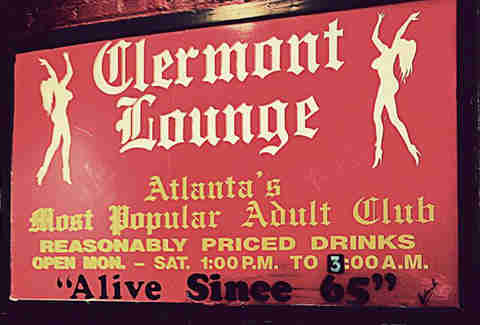 Clermont
Lounge
Atlanta's
Most Popular Adult Club
REASONABLY PRICED DRINKS
OPEN MON. - SAT. 1:00 P.M. TO 3:00 A.M.
"Alive Since 65"